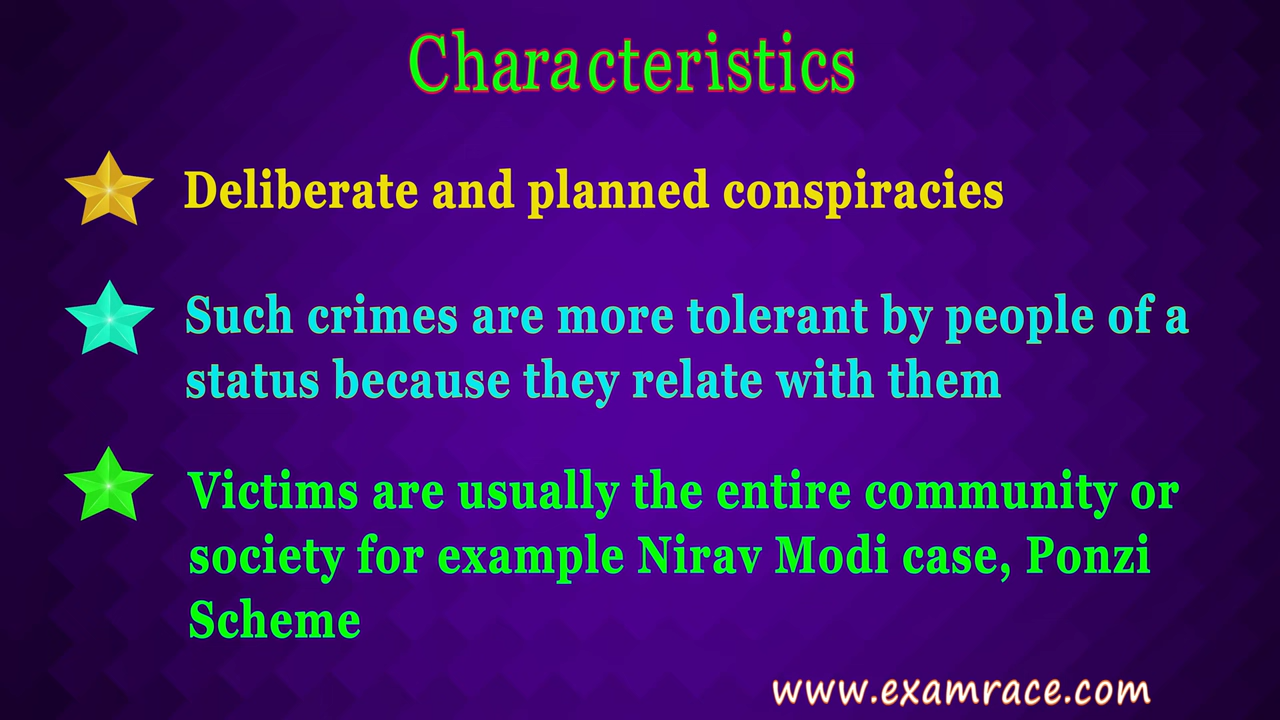 Characteristics
Deliberate and planned conspiracies
Such crimes are more tolerant by people of a
status because they relate with them
Victims are usually the entire community or
society for example Nirav Modi case, Ponzi
Scheme
www.examrace.com